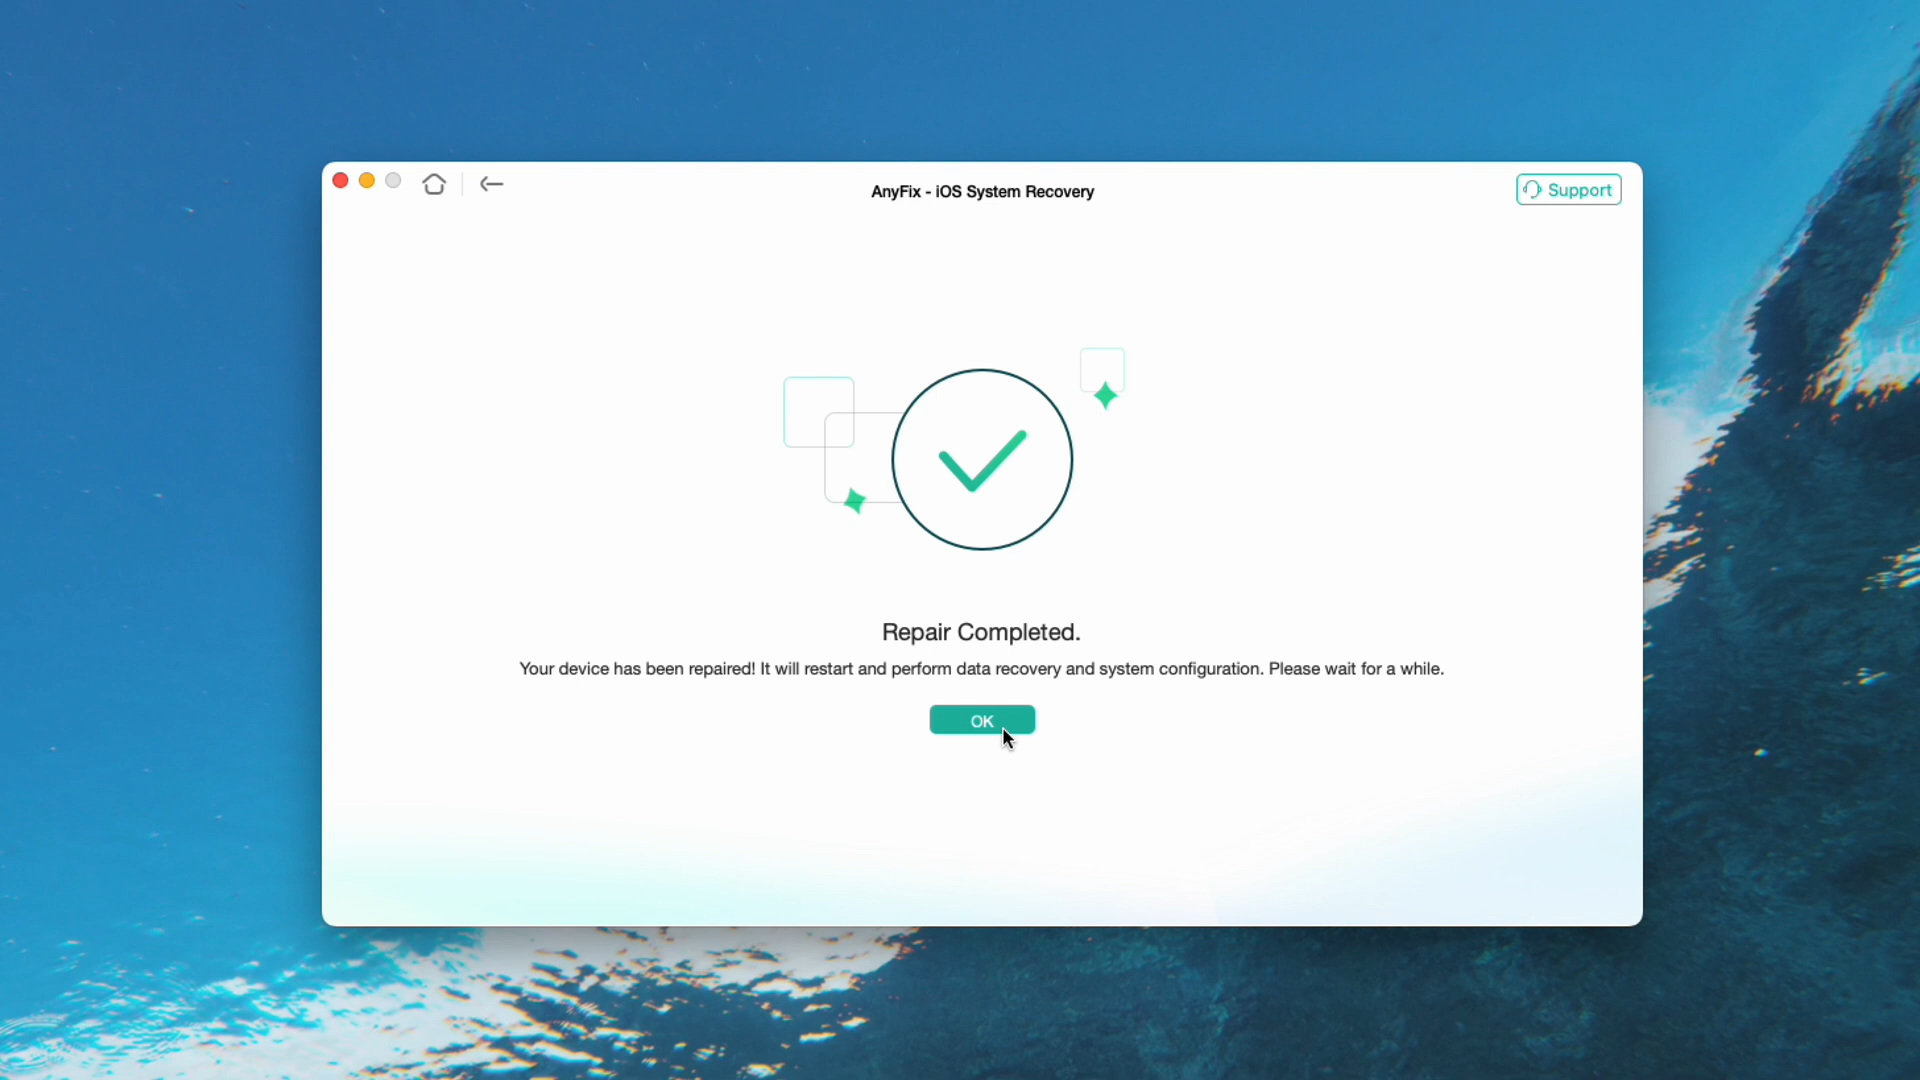 AnyFix - iOS System Recovery
Support
Repair Completed.
Your device has been repaired! It will restart and perform data recovery and system configuration. Please wait for a while.
OK